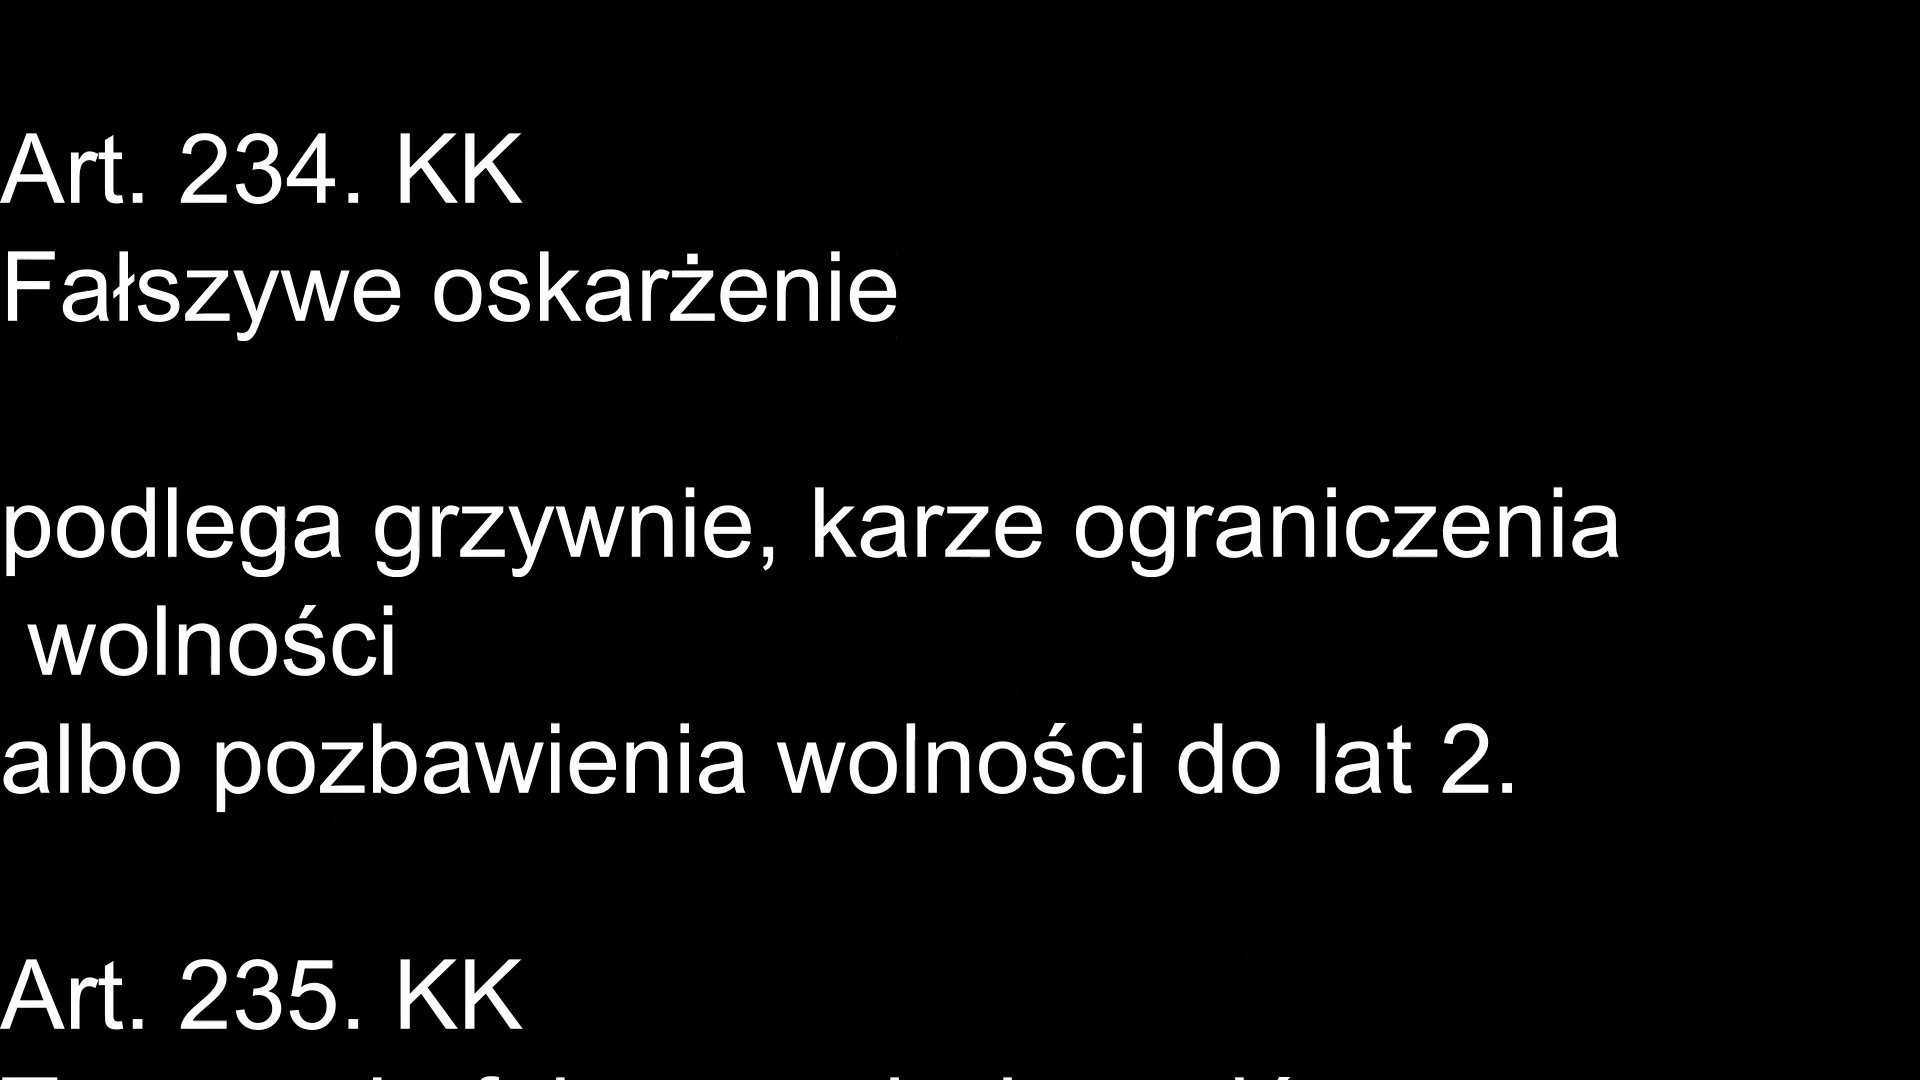 Art. 234. KK
Fałszywe oskarżenie
podlega grzywnie, karze ograniczenia
wolności
albo pozbawienia wolności do lat 2.
Art. 235. KK